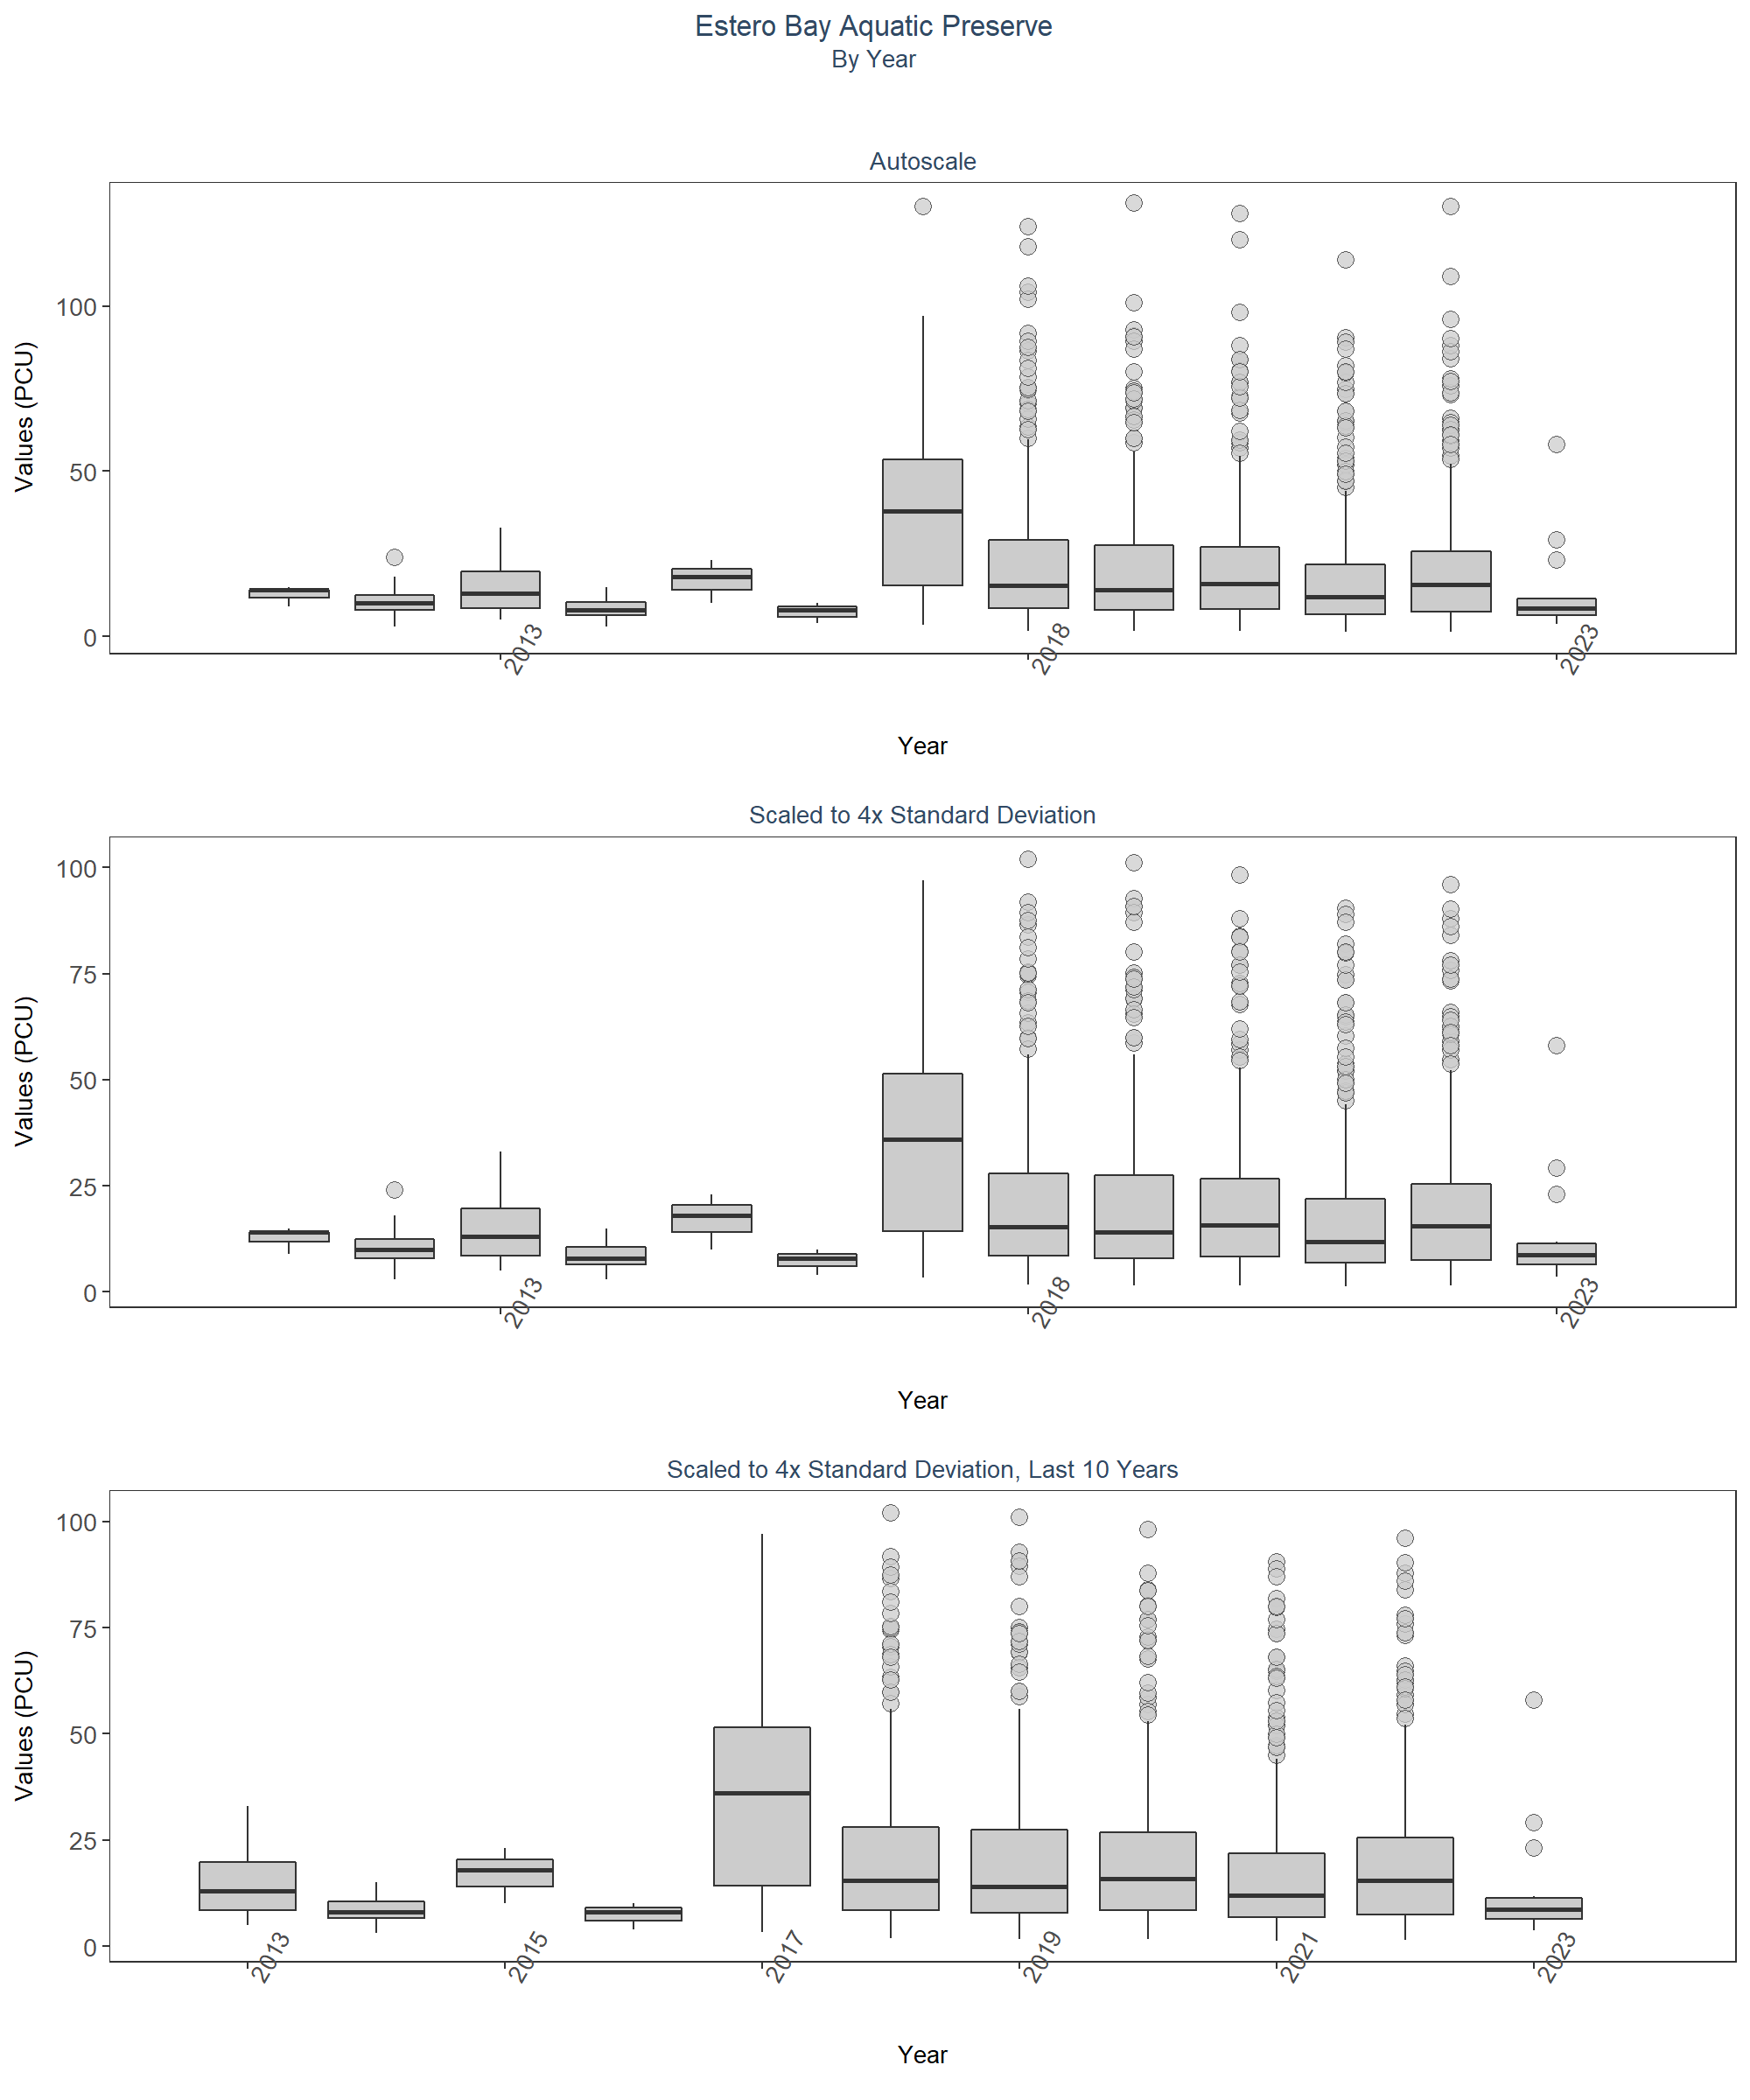 Estero Bay Aquatic Preserve
By Year
Autoscale
Values (PCU)
100
50
0
2013
2018
2023
Year
Scaled to 4x Standard Deviation
Values (PCU)
100
75
50
25
0
2013
2018
2023
Year
Scaled to 4x Standard Deviation, Last 10 Years
Values (PCU)
100
75
50
25
0
2013
2015
2017
2019
2021
2023
Year